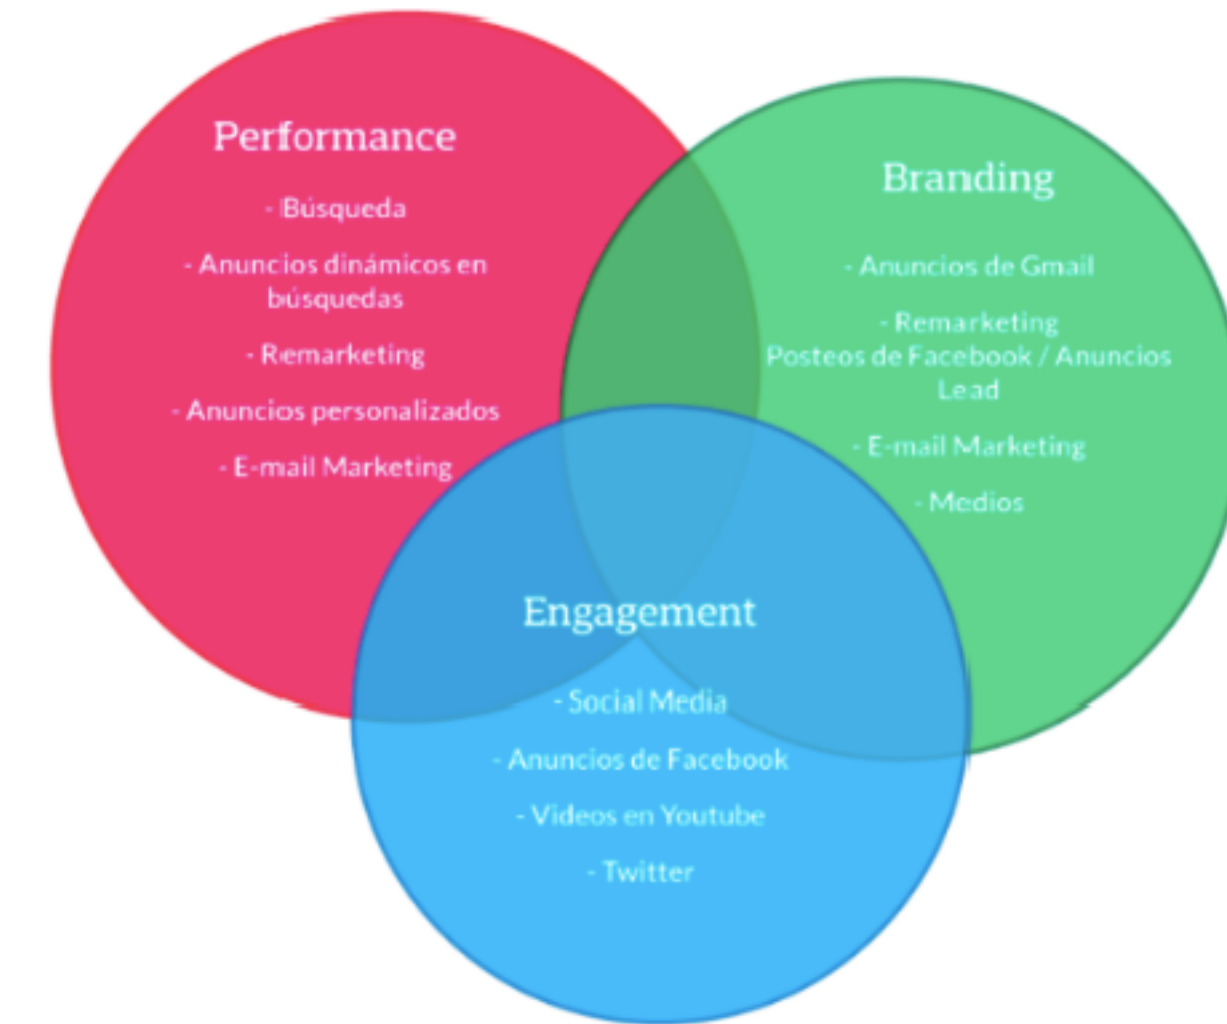 Performance
- Búsqueda
- Anuncios dinámicos en
búsquedas
- Remarketing
- Anuncios personalizados
- E-mail Marketing
Branding
- Anuncios de Gmail
- Remarketing
Posteos de Facebook / Anuncios
Lead
- E-mail Marketing
- Medios
Engagement
- Social Media
- Anuncios de Facebook
- Videos en Youtube
- Twitter